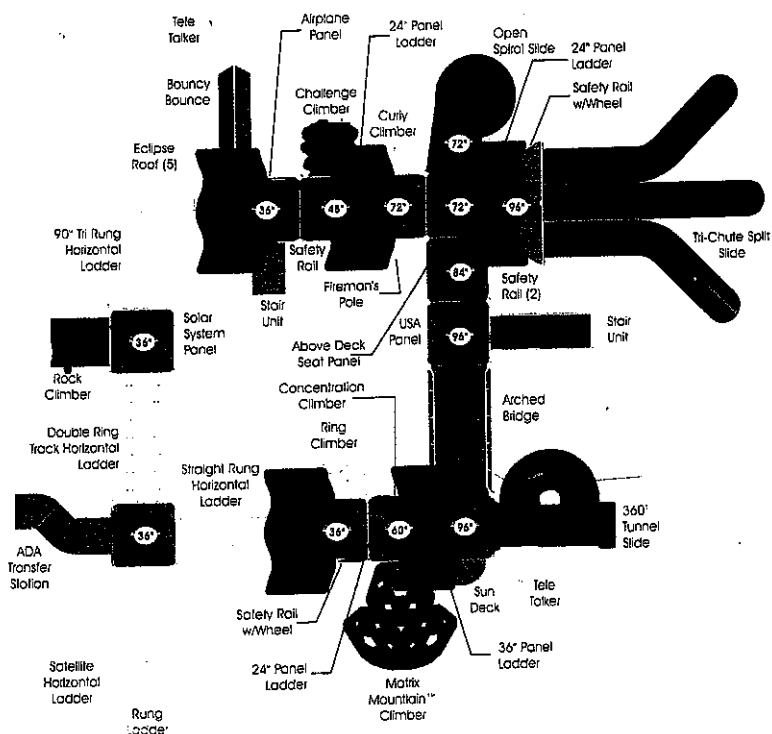 Tele
Talker
Airplane
Panel
24" Panel
Ladder
Open
Spiral Slide
24" Panel
Ladder
Bouncy
Bounce
Challenge
Climber
Curly
Climber
Safety Rail
w/Wheel
Eclipse
Roof (5)
72"
36"
48"
72"
72"
96"
90° Tri Rung
Horizontal
Ladder
Safety
Rail
Tri-Chute Split
Slide
Stair
Unit
Fireman's
Pole
84"
Safety
Rail (2)
Solar
System
Panel
36"
USA
Panel
96"
Stair
Unit
Above Deck
Seat Panel
Rock
Climber
Concentration
Climber
Arched
Bridge
Ring
Climber
Double Ring
Track Horizontal
Ladder
Straight Rung
Horizontal
Ladder
36"
36"
60"
96"
360°
Tunnel
Slide
ADA
Transfer
Station
Sun
Deck
Tele
Talker
Safety Rail
w/Wheel
24" Panel
Ladder
36" Panel
Ladder
Matrix
Mountain™
Climber
Satellite
Horizontal
Ladder
Rung
Ladder